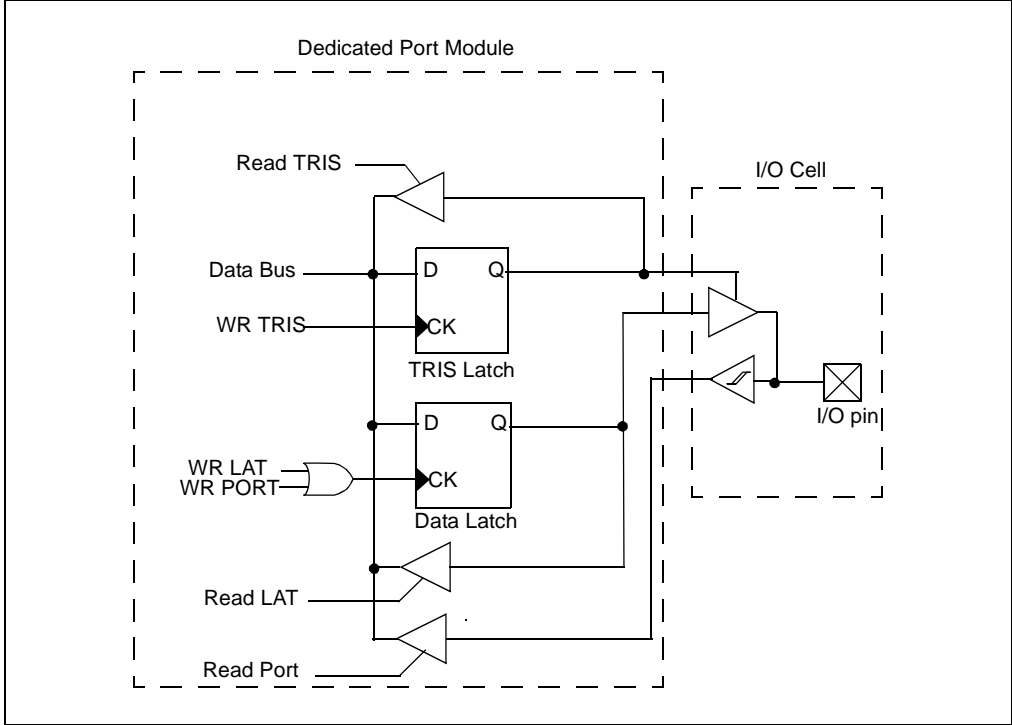 Dedicated Port Module
Read TRIS
I/O Cell
Data Bus
D
Q
WR TRIS
CK
TRIS Latch
I/O pin
D
Q
WR LAT
WR PORT
CK
Data Latch
Read LAT
Read Port